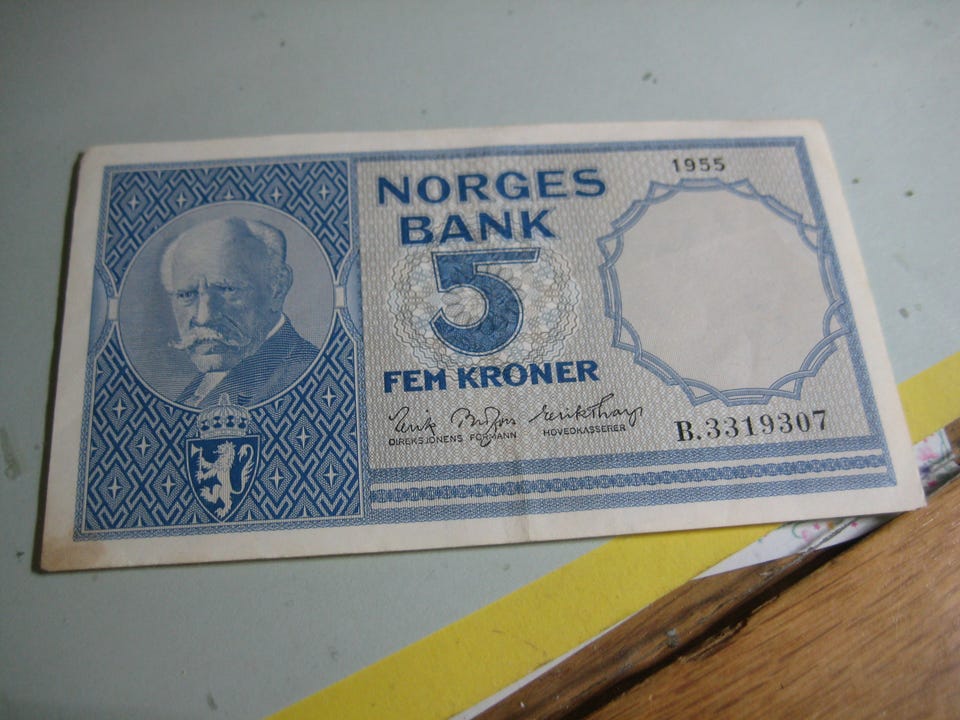 1955
NORGES
BANK
5
FEM KRONER
DIREKSJONENS FORMANN
HOVEDKASSERER
B.3319307